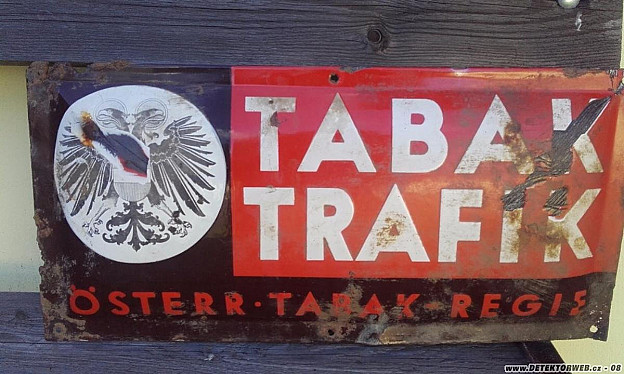 TABAK
TRAFIK
ÖSTERR·TABAK·REGIE
www.DETEKTORWEB.cz - 08